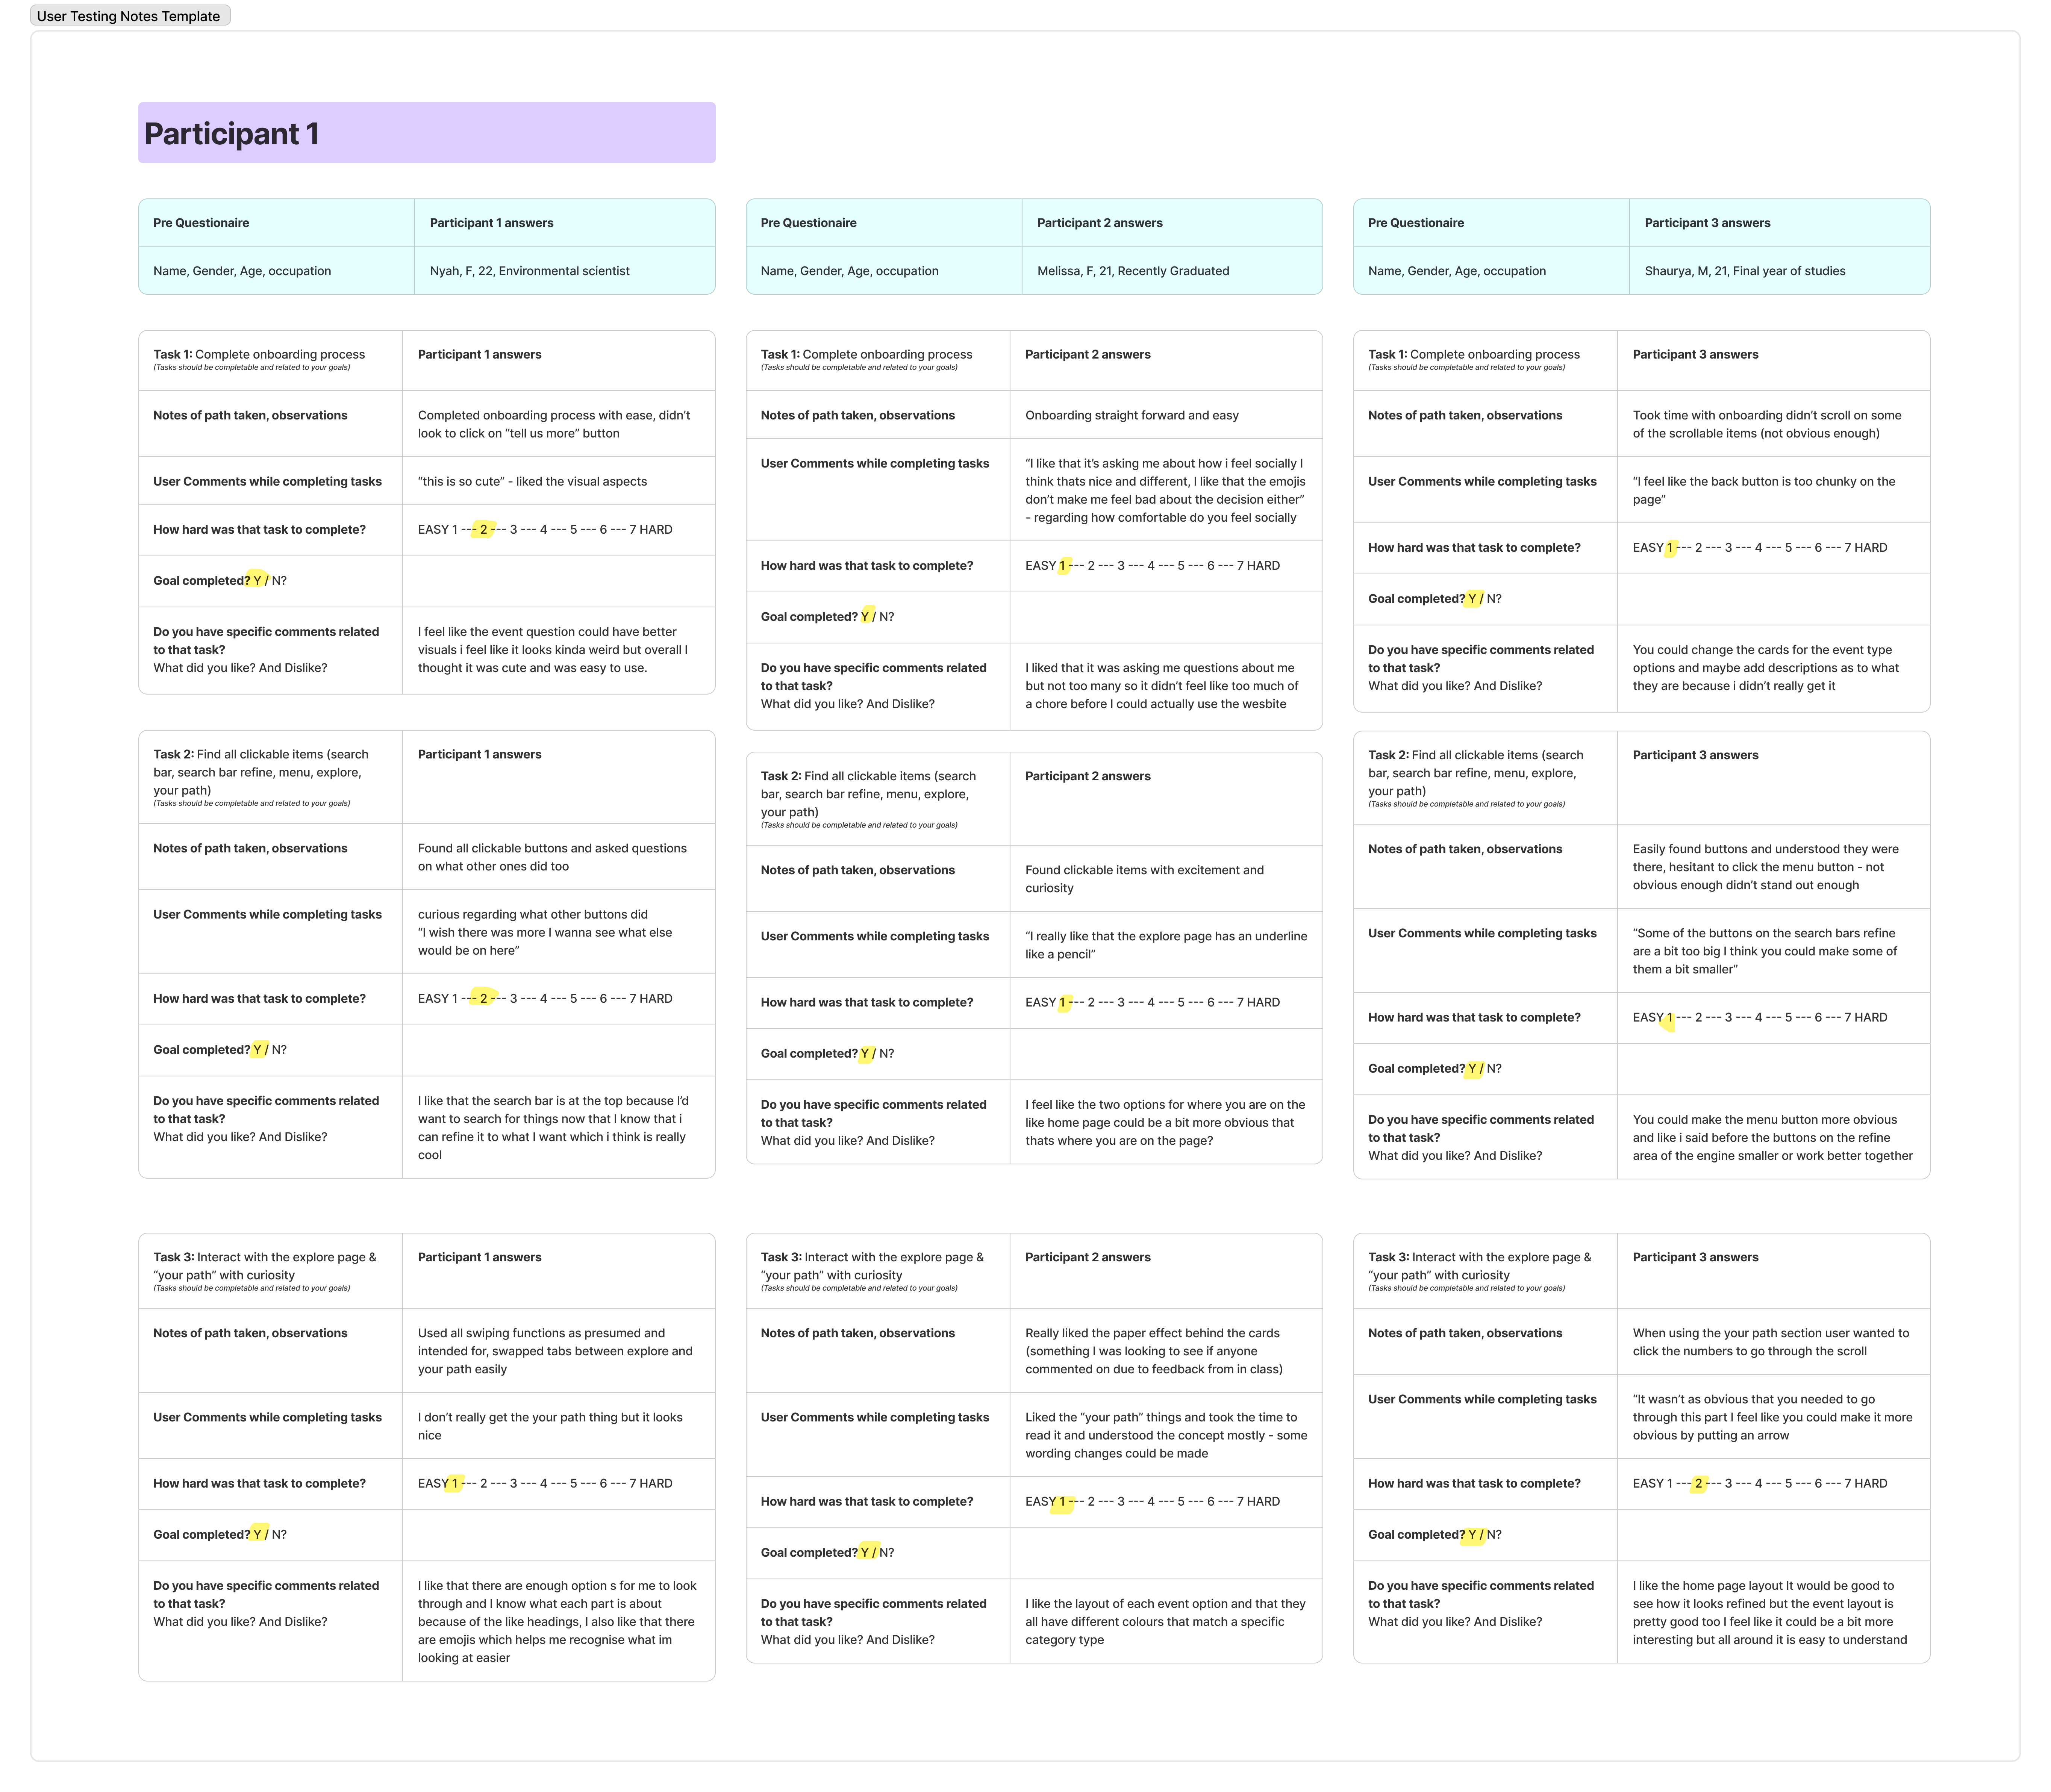 User Testing Notes Template
Participant 1
Pre Questionaire
Participant 1 answers
Name, Gender, Age, occupation
Nyah, F, 22, Environmental scientist
Task 1: Complete onboarding process
(Tasks should be completable and related to your goals)
Participant 1 answers
Notes of path taken, observations
Completed onboarding process with ease, didn’t
look to click on “tell us more” button
User Comments while completing tasks
“this is so cute” - liked the visual aspects
How hard was that task to complete?
EASY 1 --- 2 --- 3 --- 4 --- 5 --- 6 --- 7 HARD
Goal completed? Y / N?
Do you have specific comments related
to that task?
What did you like? And Dislike?
I feel like the event question could have better
visuals i feel like it looks kinda weird but overall I
thought it was cute and was easy to use.
Task 2: Find all clickable items (search
bar, search bar refine, menu, explore,
your path)
(Tasks should be completable and related to your goals)
Participant 1 answers
Notes of path taken, observations
Found all clickable buttons and asked questions
on what other ones did too
User Comments while completing tasks
curious regarding what other buttons did
“I wish there was more I wanna see what else
would be on here”
How hard was that task to complete?
EASY 1 --- 2 --- 3 --- 4 --- 5 --- 6 --- 7 HARD
Goal completed? Y / N?
Do you have specific comments related
to that task?
What did you like? And Dislike?
I like that the search bar is at the top because I’d
want to search for things now that I know that i
can refine it to what I want which i think is really
cool
Task 3: Interact with the explore page &
“your path” with curiosity
(Tasks should be completable and related to your goals)
Participant 1 answers
Notes of path taken, observations
Used all swiping functions as presumed and
intended for, swapped tabs between explore and
your path easily
User Comments while completing tasks
I don’t really get the your path thing but it looks
nice
How hard was that task to complete?
EASY 1 --- 2 --- 3 --- 4 --- 5 --- 6 --- 7 HARD
Goal completed? Y / N?
Do you have specific comments related
to that task?
What did you like? And Dislike?
I like that there are enough option s for me to look
through and I know what each part is about
because of the like headings, I also like that there
are emojis which helps me recognise what im
looking at easier
Pre Questionaire
Participant 2 answers
Name, Gender, Age, occupation
Melissa, F, 21, Recently Graduated
Task 1: Complete onboarding process
(Tasks should be completable and related to your goals)
Participant 2 answers
Notes of path taken, observations
Onboarding straight forward and easy
User Comments while completing tasks
“I like that it’s asking me about how i feel socially I
think thats nice and different, I like that the emojis
don’t make me feel bad about the decision either”
- regarding how comfortable do you feel socially
How hard was that task to complete?
EASY 1 --- 2 --- 3 --- 4 --- 5 --- 6 --- 7 HARD
Goal completed? Y / N?
Do you have specific comments related
to that task?
What did you like? And Dislike?
I liked that it was asking me questions about me
but not too many so it didn’t feel like too much of
a chore before I could actually use the wesbite
Task 2: Find all clickable items (search
bar, search bar refine, menu, explore,
your path)
(Tasks should be completable and related to your goals)
Participant 2 answers
Notes of path taken, observations
Found clickable items with excitement and
curiosity
User Comments while completing tasks
“I really like that the explore page has an underline
like a pencil”
How hard was that task to complete?
EASY 1 --- 2 --- 3 --- 4 --- 5 --- 6 --- 7 HARD
Goal completed? Y / N?
Do you have specific comments related
to that task?
What did you like? And Dislike?
I feel like the two options for where you are on the
like home page could be a bit more obvious that
thats where you are on the page?
Task 3: Interact with the explore page &
“your path” with curiosity
(Tasks should be completable and related to your goals)
Participant 2 answers
Notes of path taken, observations
Really liked the paper effect behind the cards
(something I was looking to see if anyone
commented on due to feedback from in class)
User Comments while completing tasks
Liked the “your path” things and took the time to
read it and understood the concept mostly - some
wording changes could be made
How hard was that task to complete?
EASY 1 --- 2 --- 3 --- 4 --- 5 --- 6 --- 7 HARD
Goal completed? Y / N?
Do you have specific comments related
to that task?
What did you like? And Dislike?
I like the layout of each event option and that they
all have different colours that match a specific
category type
Pre Questionaire
Participant 3 answers
Name, Gender, Age, occupation
Shaurya, M, 21, Final year of studies
Task 1: Complete onboarding process
(Tasks should be completable and related to your goals)
Participant 3 answers
Notes of path taken, observations
Took time with onboarding didn’t scroll on some
of the scrollable items (not obvious enough)
User Comments while completing tasks
“I feel like the back button is too chunky on the
page”
How hard was that task to complete?
EASY 1 --- 2 --- 3 --- 4 --- 5 --- 6 --- 7 HARD
Goal completed? Y / N?
Do you have specific comments related
to that task?
What did you like? And Dislike?
You could change the cards for the event type
options and maybe add descriptions as to what
they are because i didn’t really get it
Task 2: Find all clickable items (search
bar, search bar refine, menu, explore,
your path)
(Tasks should be completable and related to your goals)
Participant 3 answers
Notes of path taken, observations
Easily found buttons and understood they were
there, hesitant to click the menu button - not
obvious enough didn’t stand out enough
User Comments while completing tasks
“Some of the buttons on the search bars refine
are a bit too big I think you could make some of
them a bit smaller”
How hard was that task to complete?
EASY 1 --- 2 --- 3 --- 4 --- 5 --- 6 --- 7 HARD
Goal completed? Y / N?
Do you have specific comments related
to that task?
What did you like? And Dislike?
You could make the menu button more obvious
and like i said before the buttons on the refine
area of the engine smaller or work better together
Task 3: Interact with the explore page &
“your path” with curiosity
(Tasks should be completable and related to your goals)
Participant 3 answers
Notes of path taken, observations
When using the your path section user wanted to
click the numbers to go through the scroll
User Comments while completing tasks
“It wasn’t as obvious that you needed to go
through this part I feel like you could make it more
obvious by putting an arrow
How hard was that task to complete?
EASY 1 --- 2 --- 3 --- 4 --- 5 --- 6 --- 7 HARD
Goal completed? Y / N?
Do you have specific comments related
to that task?
What did you like? And Dislike?
I like the home page layout It would be good to
see how it looks refined but the event layout is
pretty good too I feel like it could be a bit more
interesting but all around it is easy to understand